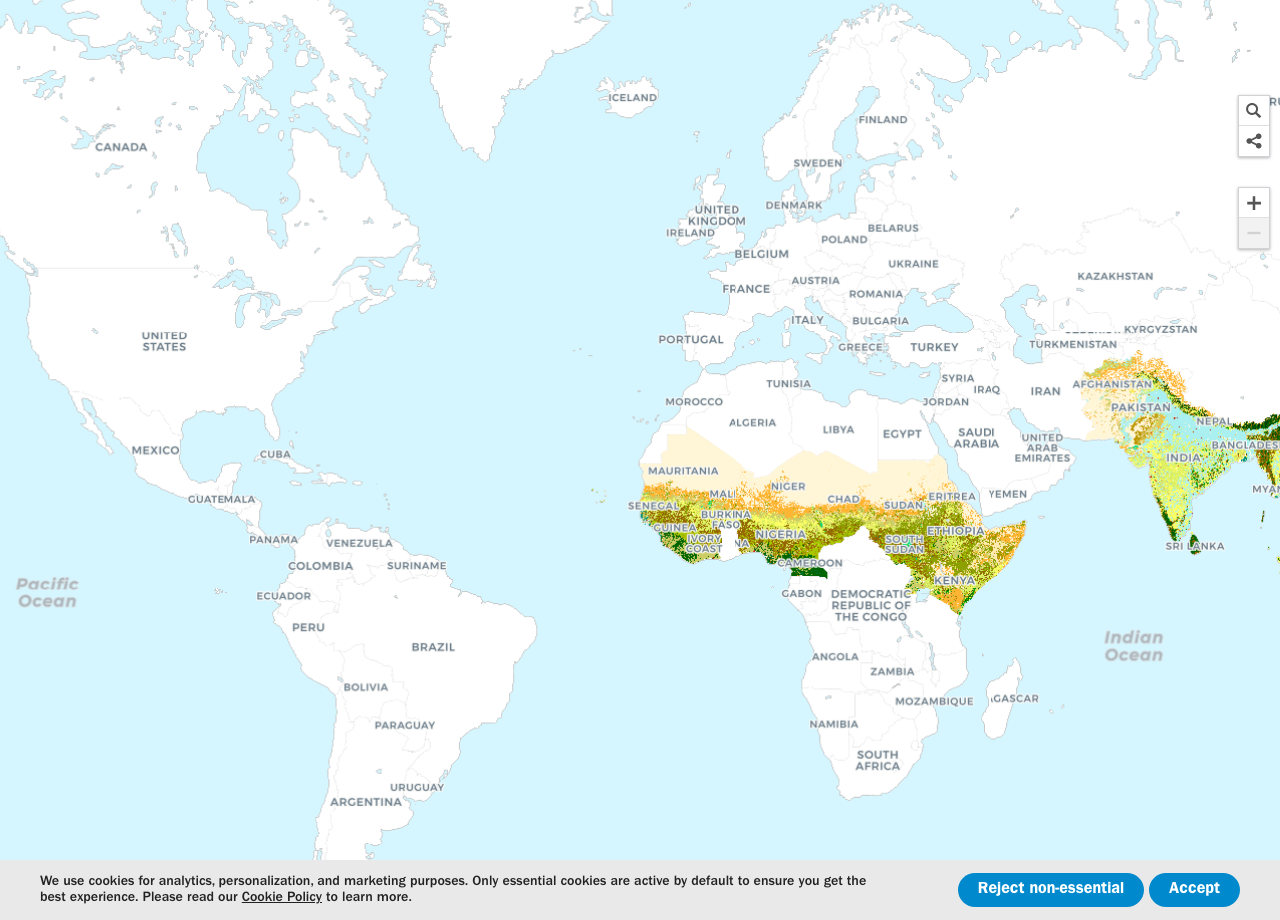 ICELAND
FINLAND
CANADA
SWEDEN
DENMARK
UNITED
KINGDOM
IRELAND
BELARUS
POLAND
BELGIUM
UKRAINE
KAZAKHSTAN
AUSTRIA
FRANCE
ROMANIA
ITALY
BULGARIA
KYRGYZSTAN
UNITED
STATES
PORTUGAL
GREECE
TURKEY
TURKMENISTAN
TUNISIA
SYRIA
IRAQ
IRAN
AFGHANISTAN
MOROCCO
JORDAN
PAKISTAN
ALGERIA
LIBYA
EGYPT
NEPAL
SAUDI
ARABIA
UNITED
ARAB
EMIRATES
BANGLADESH
MEXICO
CUBA
INDIA
MAURITANIA
NIGER
MALI
GUATEMALA
CHAD
ERITREA
YEMEN
SENEGAL
SUDAN
BURKINA
FASO
GUINEA
NIGERIA
ETHIOPIA
IVORY
COAST
SOUTH
SUDAN
PANAMA
VENEZUELA
SRI LANKA
COLOMBIA
SURINAME
CAMEROON
KENYA
Pacific
Ocean
ECUADOR
GABON
DEMOCRATIC
REPUBLIC OF
THE CONGO
PERU
BRAZIL
Indian
Ocean
ANGOLA
ZAMBIA
BOLIVIA
MOZAMBIQUE
PARAGUAY
NAMIBIA
SOUTH
AFRICA
URUGUAY
ARGENTINA
We use cookies for analytics, personalization, and marketing purposes. Only essential cookies are active by default to ensure you get the
best experience. Please read our Cookie Policy to learn more.
Reject non-essential
Accept